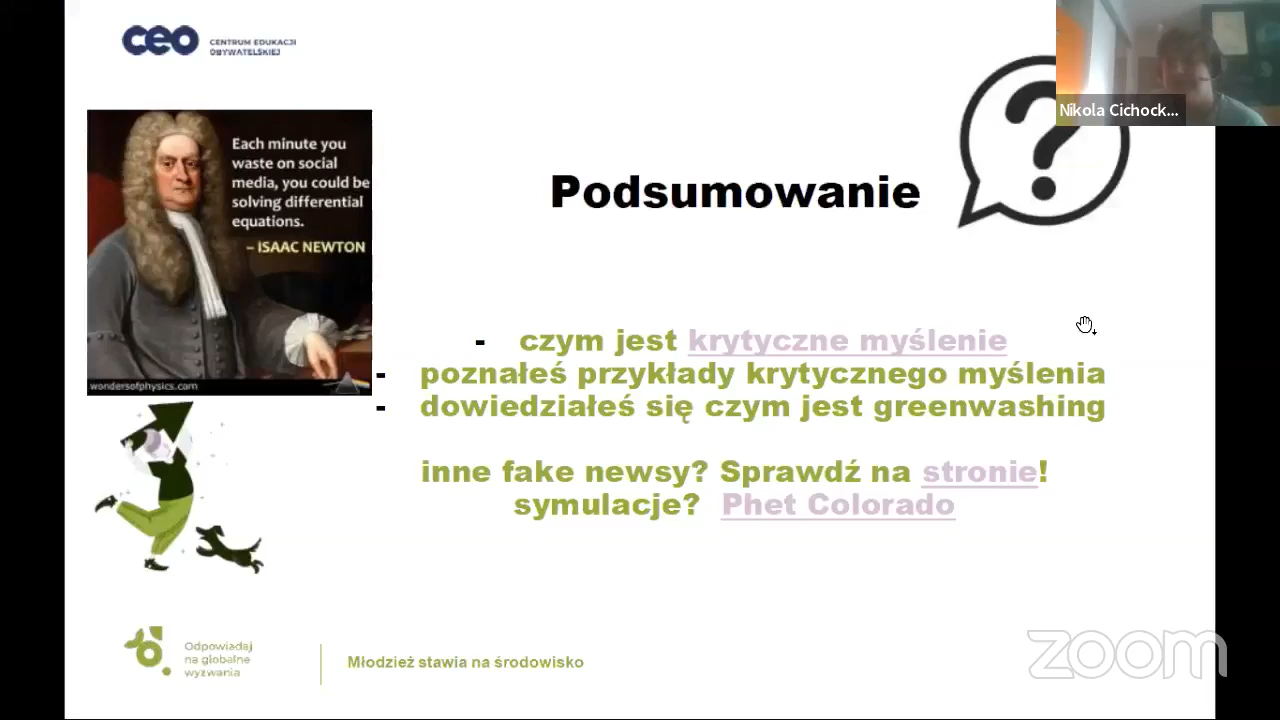 ceo CENTRUM EDUKACJI
OBYWATELSKIEJ
Nikola Cichock...
Each minute you
waste on social
media, you could be
solving differential
equations.
– ISAAC NEWTON
wondersofphysics.com
Podsumowanie
- czym jest krytyczne myślenie
- poznałeś przykłady krytycznego myślenia
- dowiedziałeś się czym jest greenwashing
inne fake newsy? Sprawdź na stronie!
symulacje? Phet Colorado
Odpowiadaj
na globalne
wyzwania
Młodzież stawia na środowisko
zoom